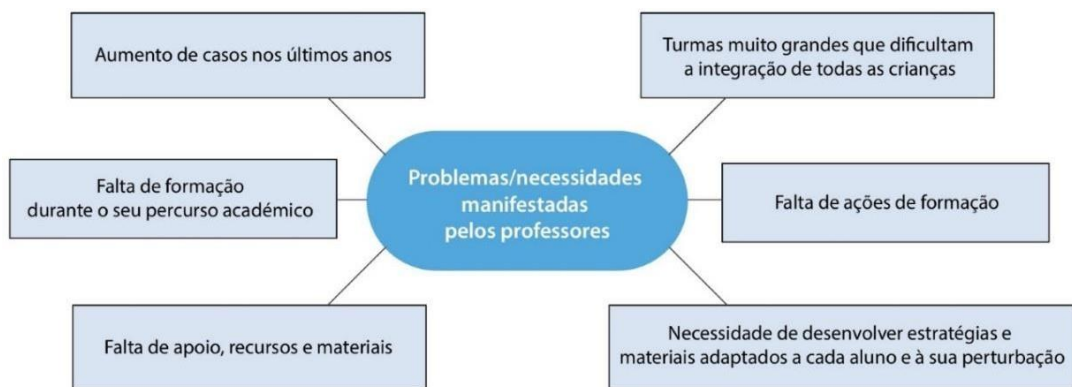 Aumento de casos nos últimos anos
Turmas muito grandes que dificultam
a integração de todas as crianças
Problemas/necessidades
manifestadas
pelos professores
Falta de formação
durante o seu percurso académico
Falta de ações de formação
Falta de apoio, recursos e materiais
Necessidade de desenvolver estratégias e
materiais adaptados a cada aluno e à sua perturbação